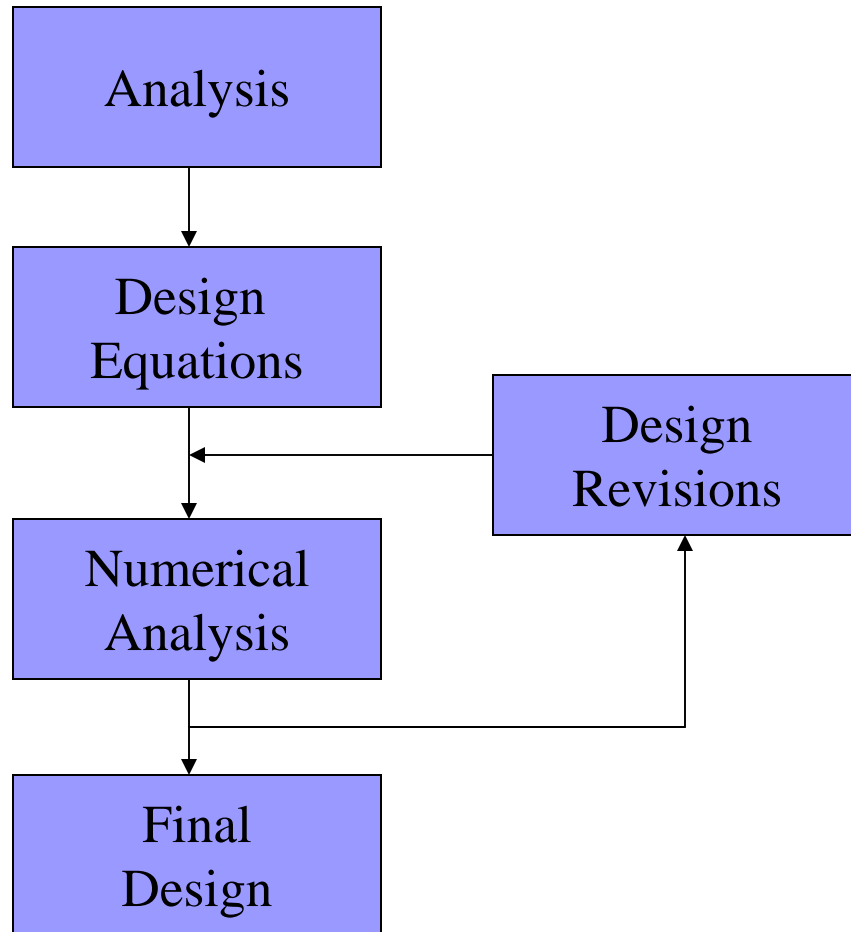 Analysis
Design
Equations
Design
Revisions
Numerical
Analysis
Final
Design